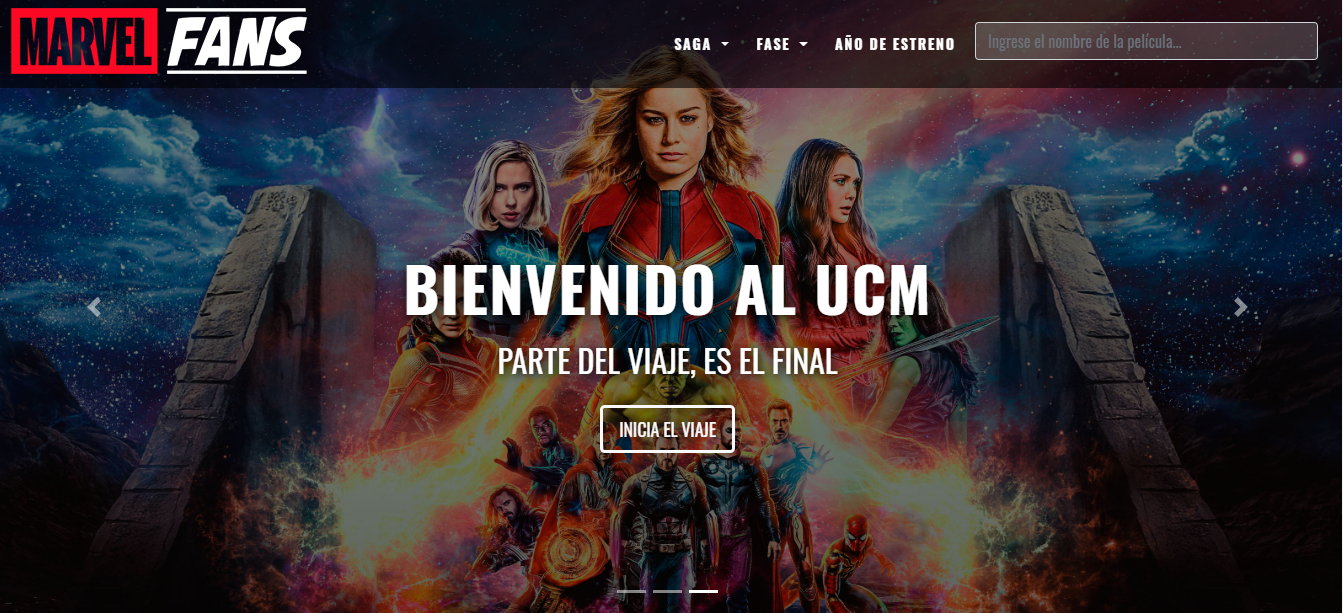 MARVEL FANS
SAGA FASE AÑO DE ESTRENO Ingrese el nombre de la película...
BIENVENIDO AL UCM
PARTE DEL VIAJE, ES EL FINAL
INICIA EL VIAJE